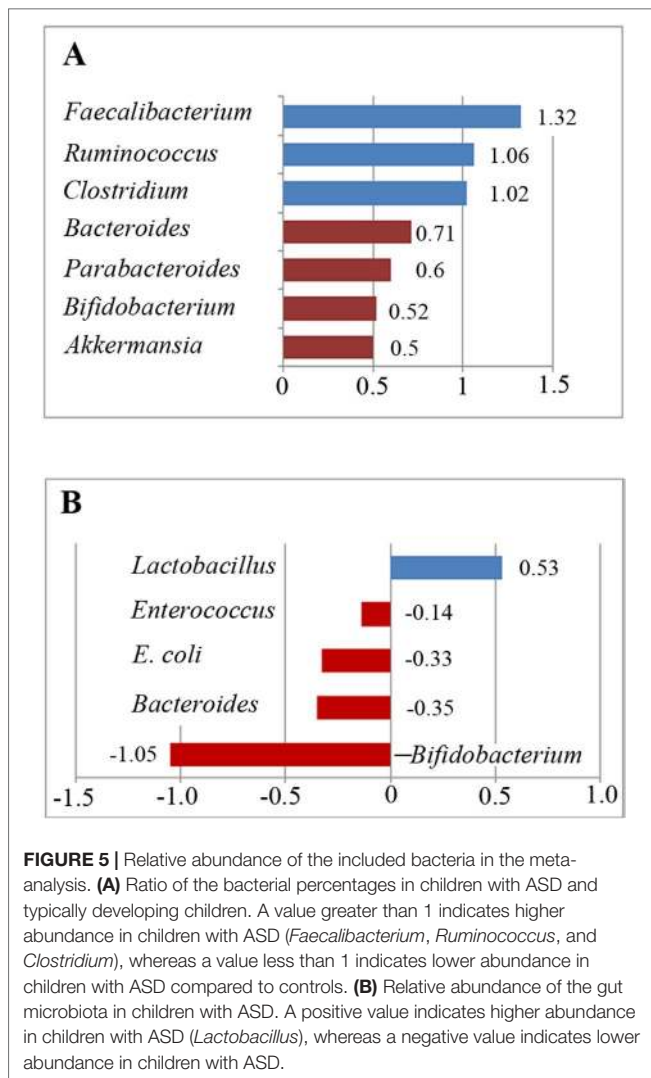 A
Faecalibacterium 1.32
Ruminococcus 1.06
Clostridium 1.02
Bacteroides 0.71
Parabacteroides 0.6
Bifidobacterium 0.52
Akkermansia 0.5
0 0.5 1 1.5
B
Lactobacillus 0.53
Enterococcus -0.14
E. coli -0.33
Bacteroides -0.35
-1.05 Bifidobacterium
-1.5 -1.0 -0.5 0 0.5 1.0
FIGURE 5 | Relative abundance of the included bacteria in the meta-
analysis. (A) Ratio of the bacterial percentages in children with ASD and
typically developing children. A value greater than 1 indicates higher
abundance in children with ASD (Faecalibacterium, Ruminococcus, and
Clostridium), whereas a value less than 1 indicates lower abundance in
children with ASD compared to controls. (B) Relative abundance of the gut
microbiota in children with ASD. A positive value indicates higher abundance
in children with ASD (Lactobacillus), whereas a negative value indicates lower
abundance in children with ASD.